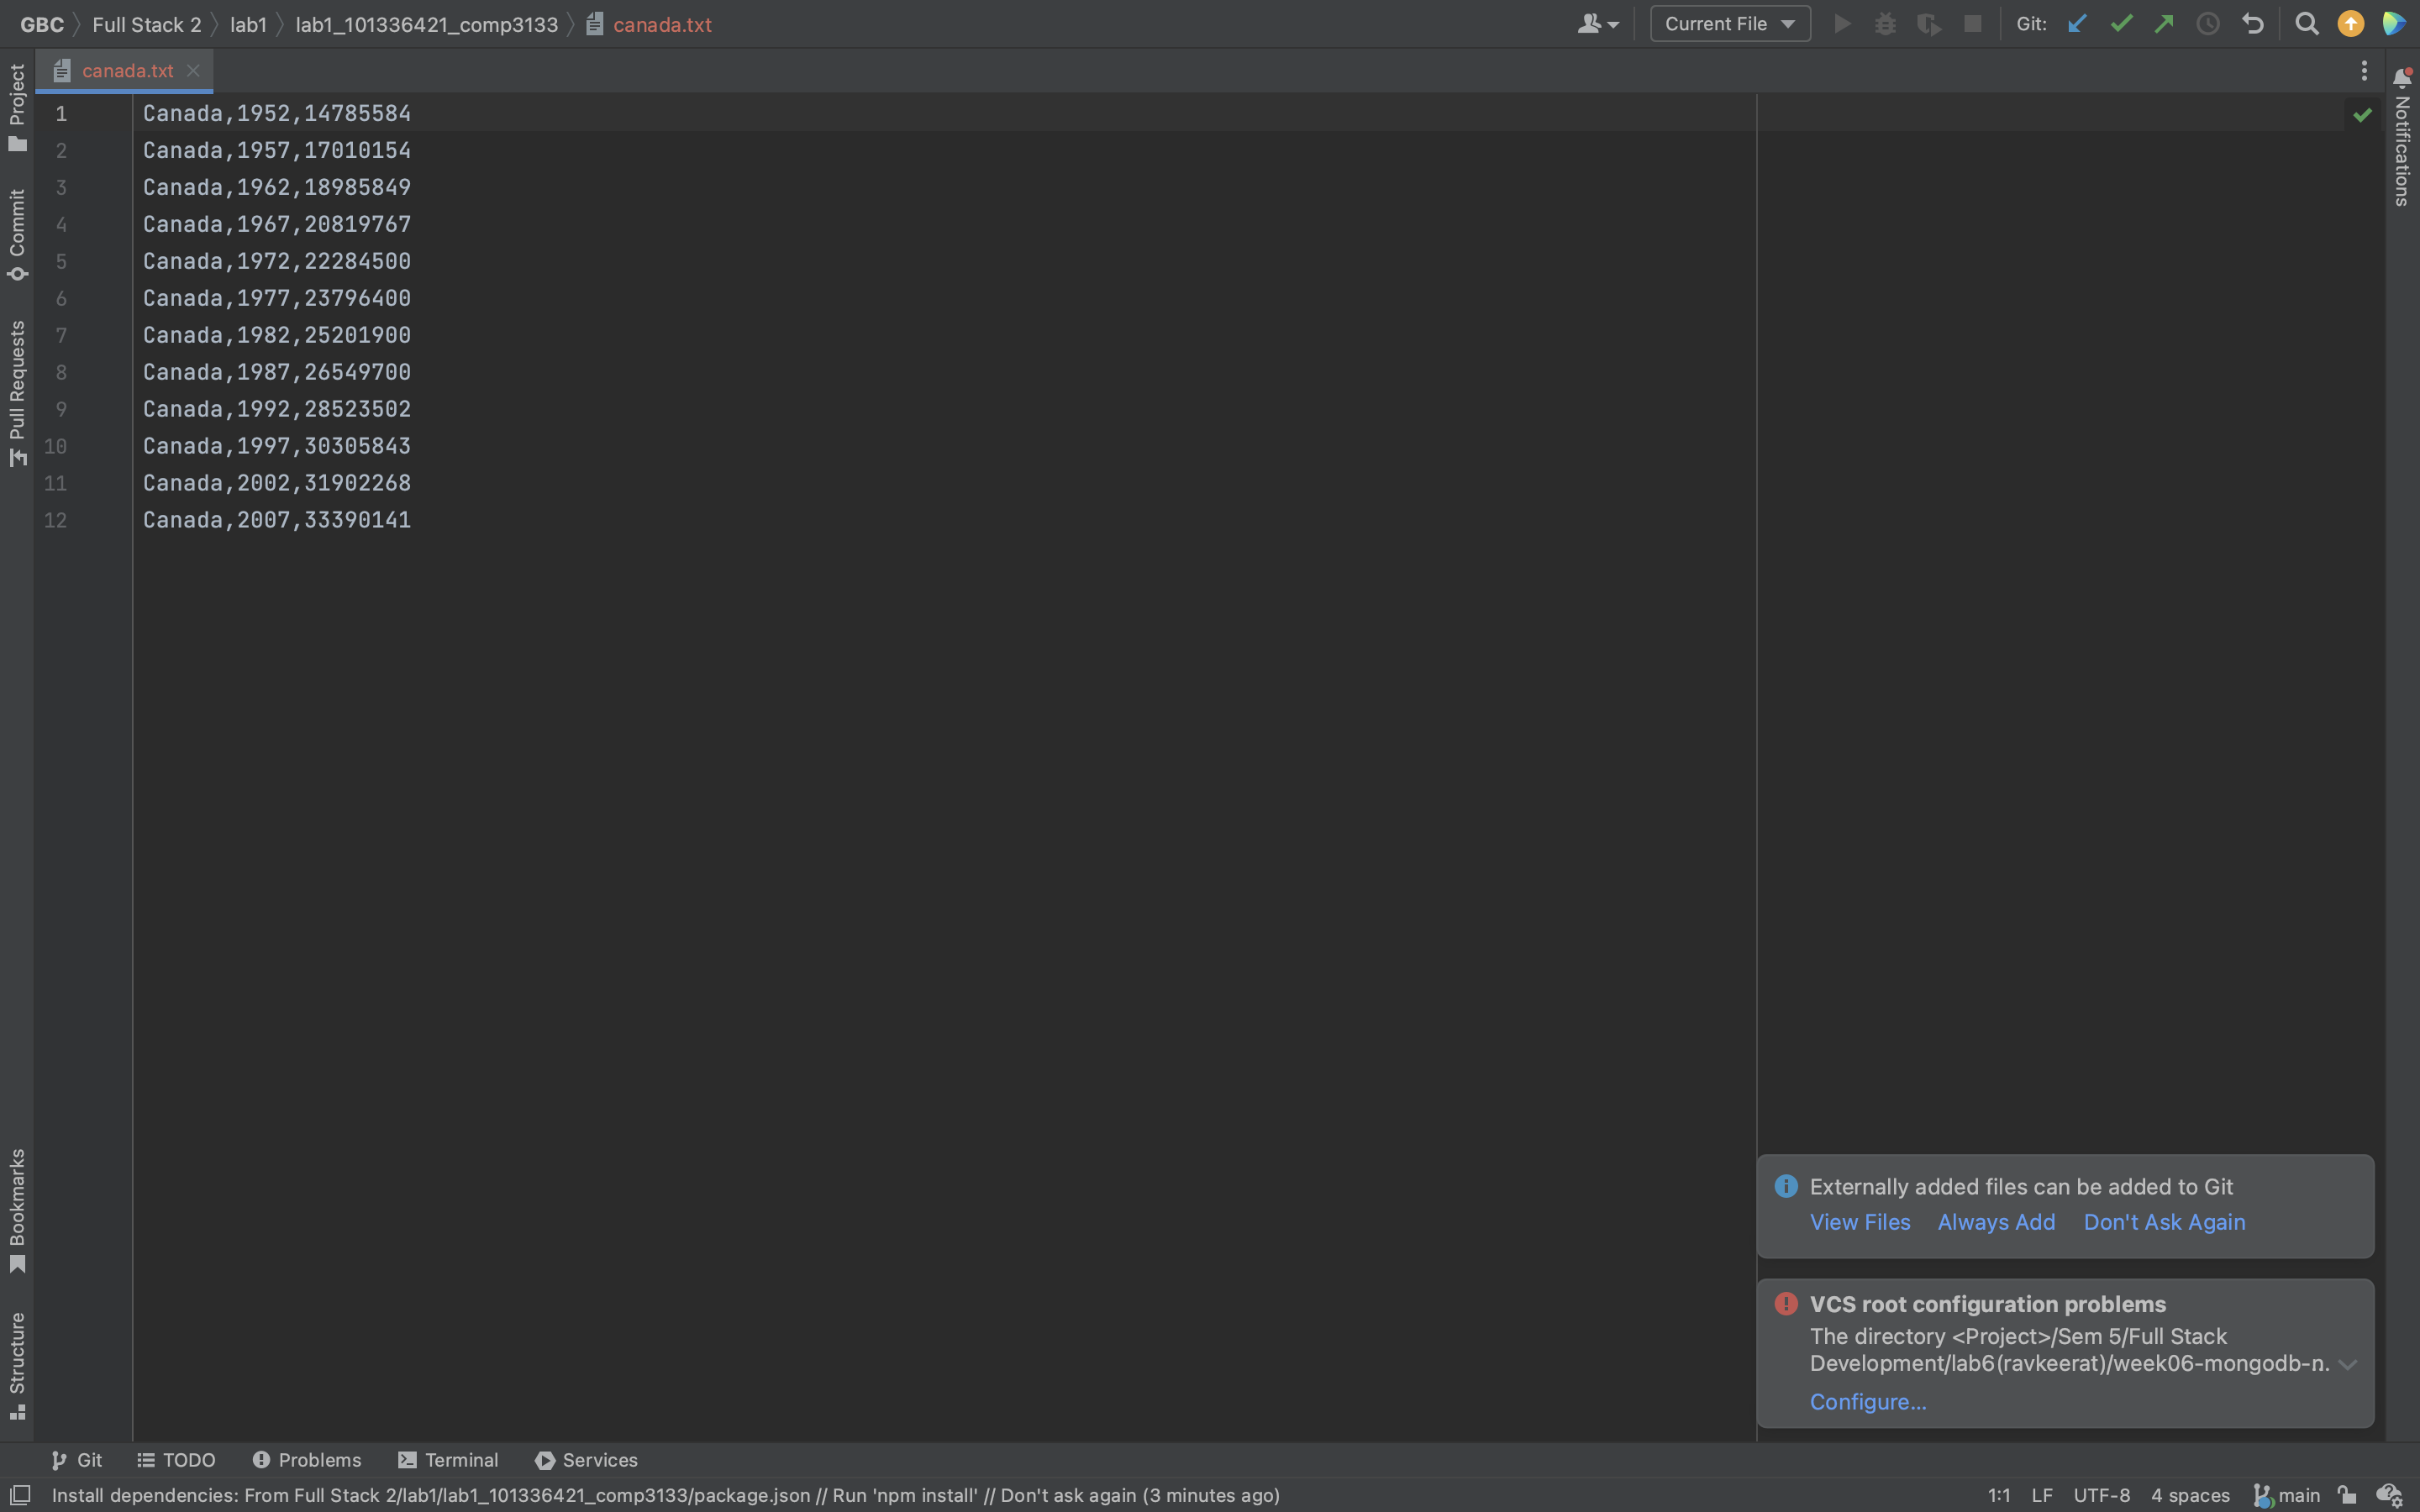 GBC Full Stack 2 lab1 lab1_101336421_comp3133 canada.txt
Current File
Git:
canada.txt
Project
Commit
Pull Requests
Bookmarks
Structure
Notifications
1 Canada,1952,14785584
2 Canada,1957,17010154
3 Canada,1962,18985849
4 Canada,1967,20819767
5 Canada,1972,22284500
6 Canada,1977,23796400
7 Canada,1982,25201900
8 Canada,1987,26549700
9 Canada,1992,28523502
10 Canada,1997,30305843
11 Canada,2002,31902268
12 Canada,2007,33390141
Externally added files can be added to Git
View Files Always Add Don't Ask Again
VCS root configuration problems
The directory <Project>/Sem 5/Full Stack
Development/lab6(ravkeerat)/week06-mongodb-n.
Configure...
Git TODO Problems Terminal Services
Install dependencies: From Full Stack 2/lab1/lab1_101336421_comp3133/package.json // Run 'npm install' // Don't ask again (3 minutes ago)
1:1 LF UTF-8 4 spaces main